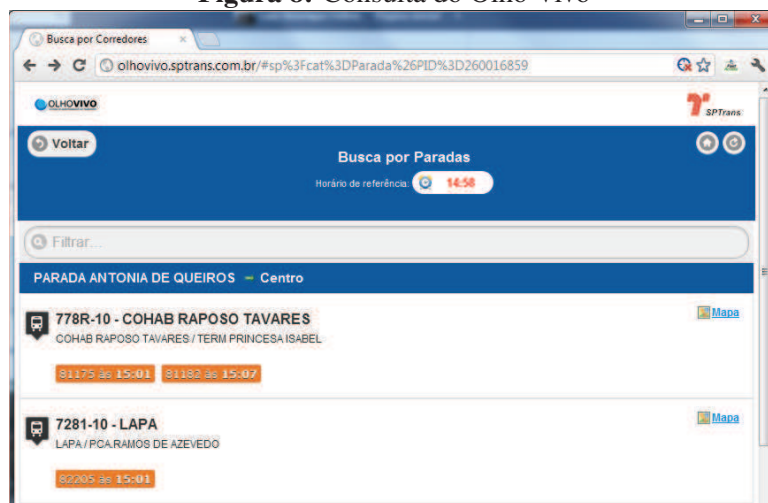 Figura 8: Consulta do Olho Vivo
Busca por Corredores
olhovivo.sptrans.com.br/#sp%3Fcat%3DParada%26PID%3D260016859
OLHOVIVO
SPTrans
Voltar
Busca por Paradas
Horário de referência: 14:58
Filtrar...
PARADA ANTONIA DE QUEIROS - Centro
778R-10 - COHAB RAPOSO TAVARES
Mapa
COHAB RAPOSO TAVARES / TERM PRINCESA ISABEL
81175 às 15:01 81182 às 15:07
7281-10 - LAPA
Mapa
LAPA / PCA.RAMOS DE AZEVEDO
82205 às 15:01